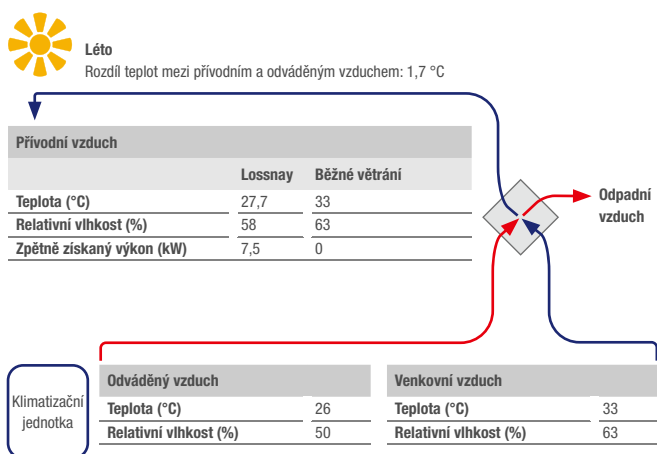 Léto
Rozdíl teplot mezi přívodním a odváděným vzduchem: 1,7 °C
Přívodní vzduch
Lossnay Běžné větrání
Teplota (°C) 27,7 33
Relativní vlhkost (%) 58 63
Zpětně získaný výkon (kW) 7,5 0
Odpadní
vzduch
Klimatizační
jednotka
Odváděný vzduch
Teplota (°C) 26
Relativní vlhkost (%) 50
Venkovní vzduch
Teplota (°C) 33
Relativní vlhkost (%) 63